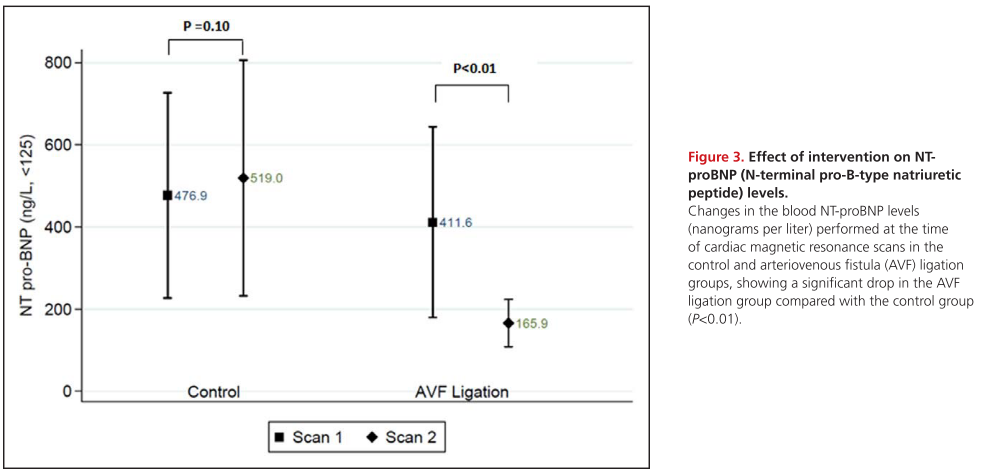 P =0.10
P<0.01
800
600
400
200
0
NT pro-BNP (ng/L, <125)
476.9
519.0
411.6
165.9
Control
AVF Ligation
Scan 1
Scan 2
Figure 3. Effect of intervention on NT-
proBNP (N-terminal pro-B-type natriuretic
peptide) levels.
Changes in the blood NT-proBNP levels
(nanograms per liter) performed at the time
of cardiac magnetic resonance scans in the
control and arteriovenous fistula (AVF) ligation
groups, showing a significant drop in the AVF
ligation group compared with the control group
(P<0.01).